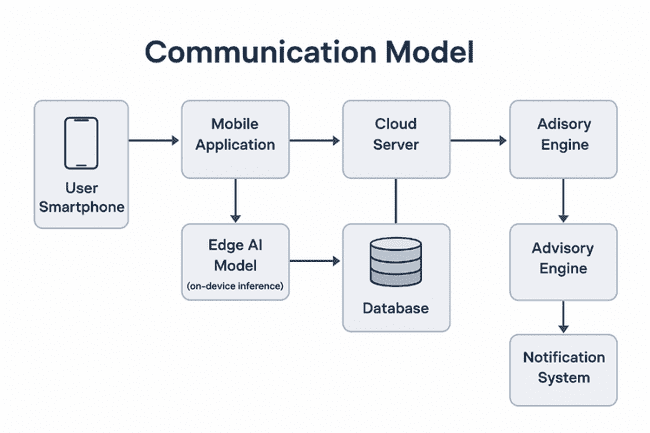 Communication Model
User
Smartphone
Mobile
Application
Cloud
Server
Adisory
Engine
Edge AI
Model
(on-device inference)
Database
Advisory
Engine
Notification
System